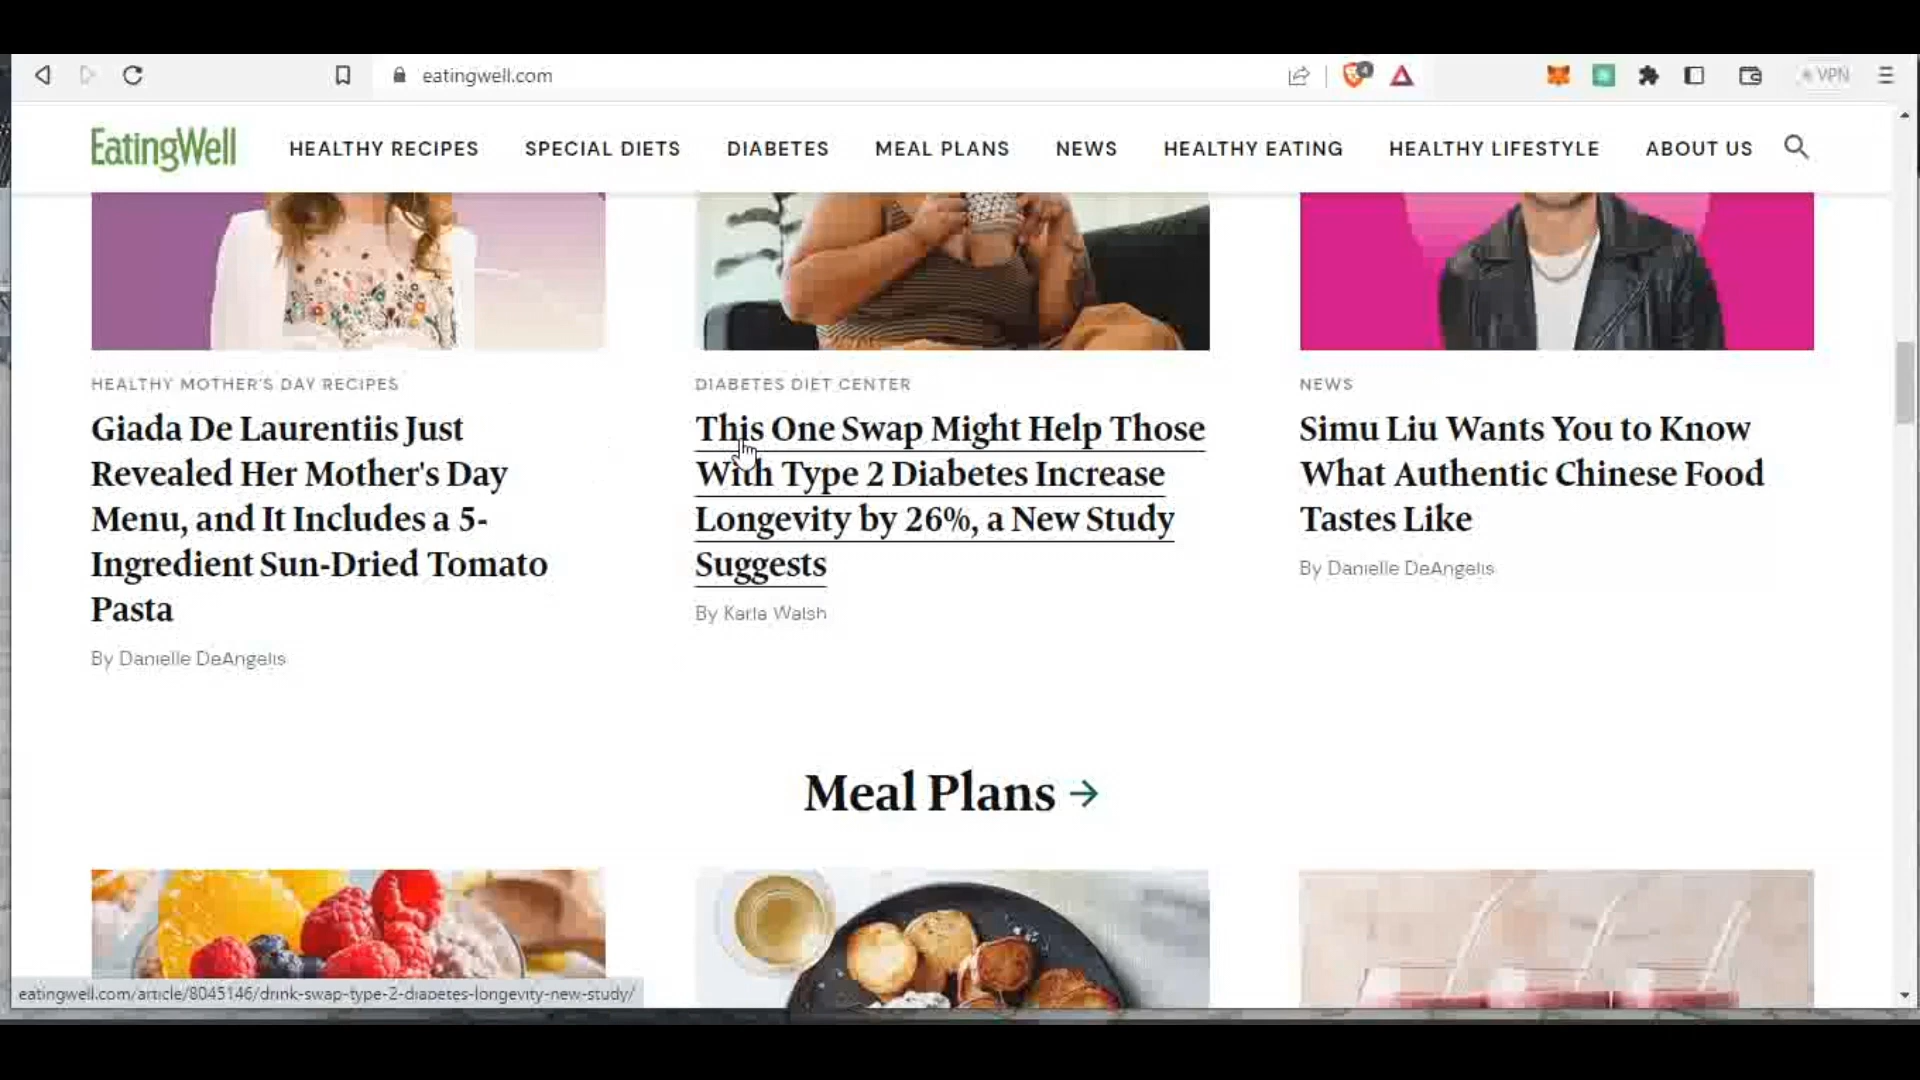 eatingwell.com
4
VPN
EatingWell
HEALTHY RECIPES
SPECIAL DIETS
DIABETES
MEAL PLANS
NEWS
HEALTHY EATING
HEALTHY LIFESTYLE
ABOUT US
HEALTHY MOTHER'S DAY RECIPES
Giada De Laurentiis Just
Revealed Her Mother's Day
Menu, and It Includes a 5-
Ingredient Sun-Dried Tomato
Pasta
By Danielle DeAngelis
DIABETES DIET CENTER
This One Swap Might Help Those
With Type 2 Diabetes Increase
Longevity by 26%, a New Study
Suggests
By Karla Walsh
NEWS
Simu Liu Wants You to Know
What Authentic Chinese Food
Tastes Like
By Danielle DeAngelis
Meal Plans
eatingwell.com/article/8045146/drink-swap-type-2-diabetes-longevity-new-study/